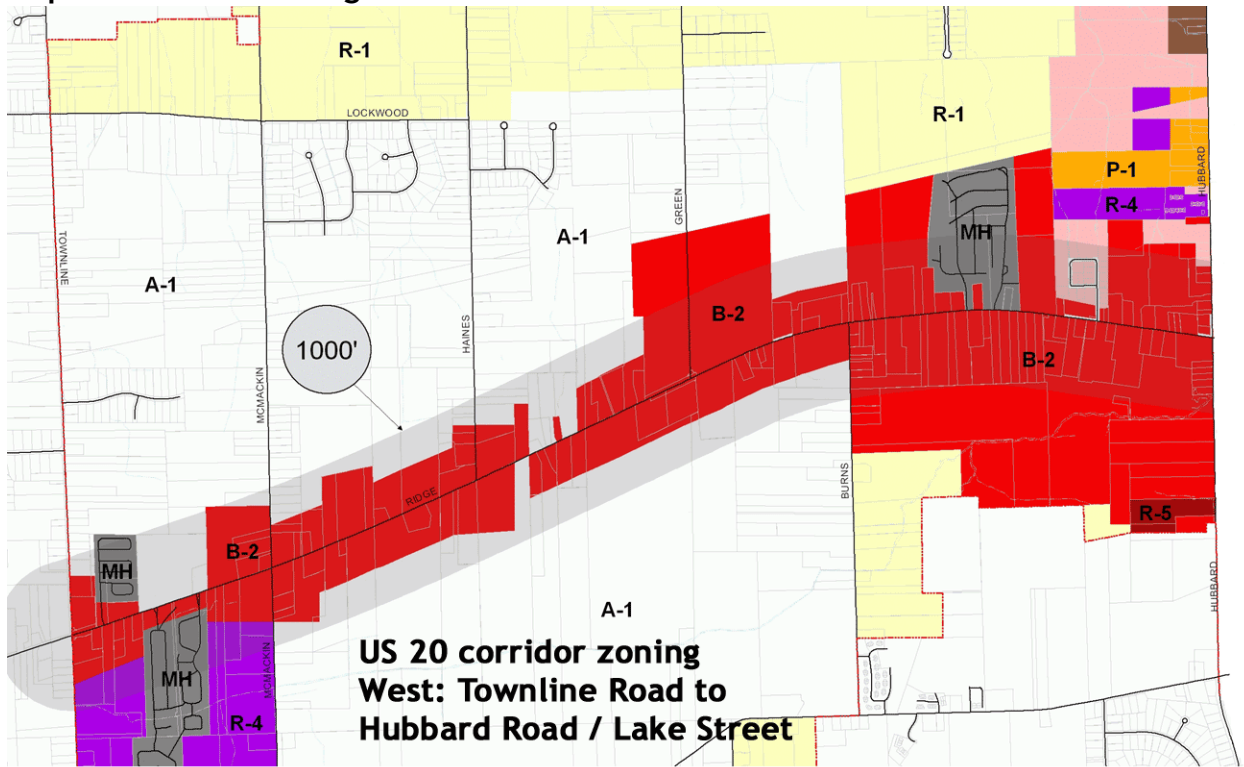 R-1
LOCKWOOD
R-1
P-1
HUBBARD
R-4
GREEN
TOWNLINE
A-1
MH
A-1
B-2
HAINES
1000'
B-2
MCMACKIN
BURNS
RIDGE
R-5
B-2
MH
HUBBARD
A-1
US 20 corridor zoning
West: Townline Road to
Hubbard Road / Lake Street
MH
MCMACKIN
R-4